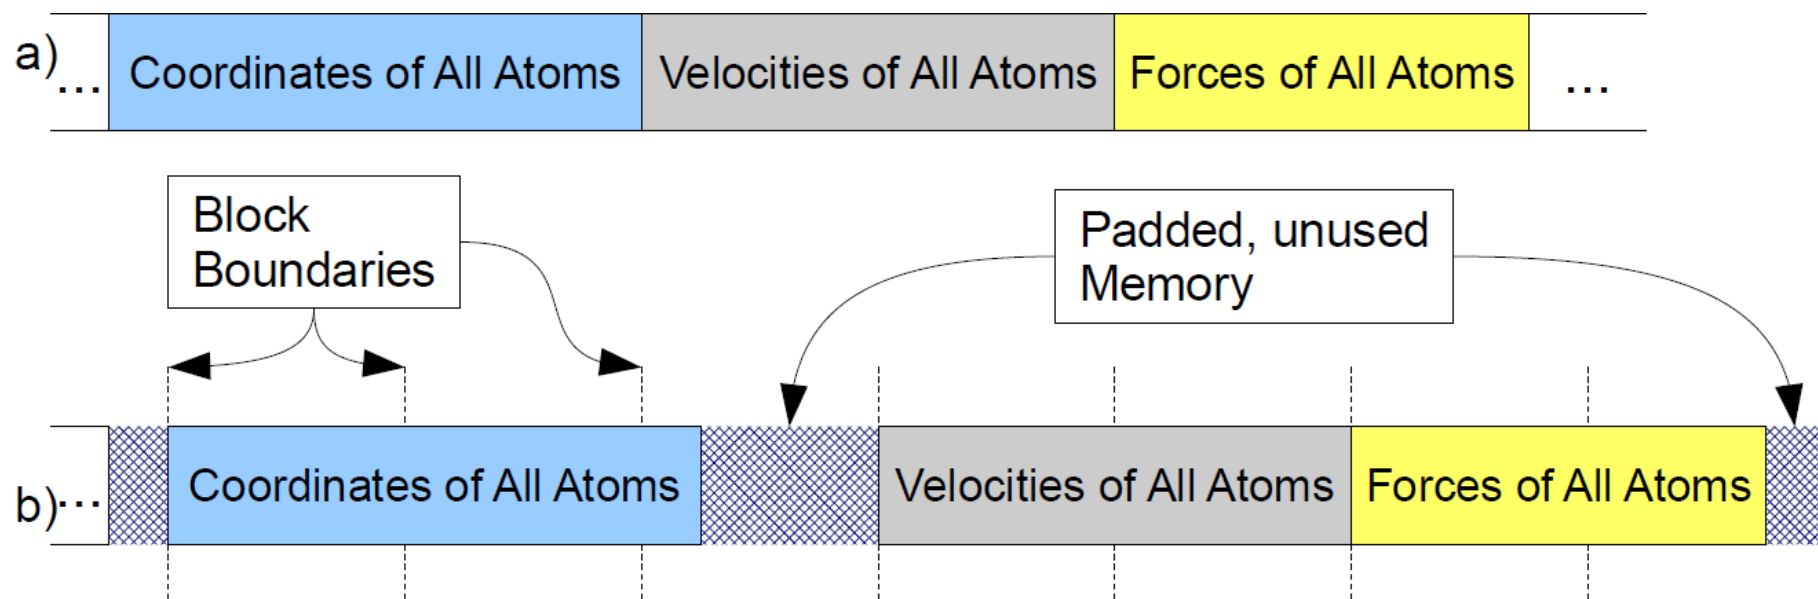 a)
... Coordinates of All Atoms Velocities of All Atoms Forces of All Atoms ...
Block
Boundaries
Padded, unused
Memory
b)... Coordinates of All Atoms Velocities of All Atoms Forces of All Atoms